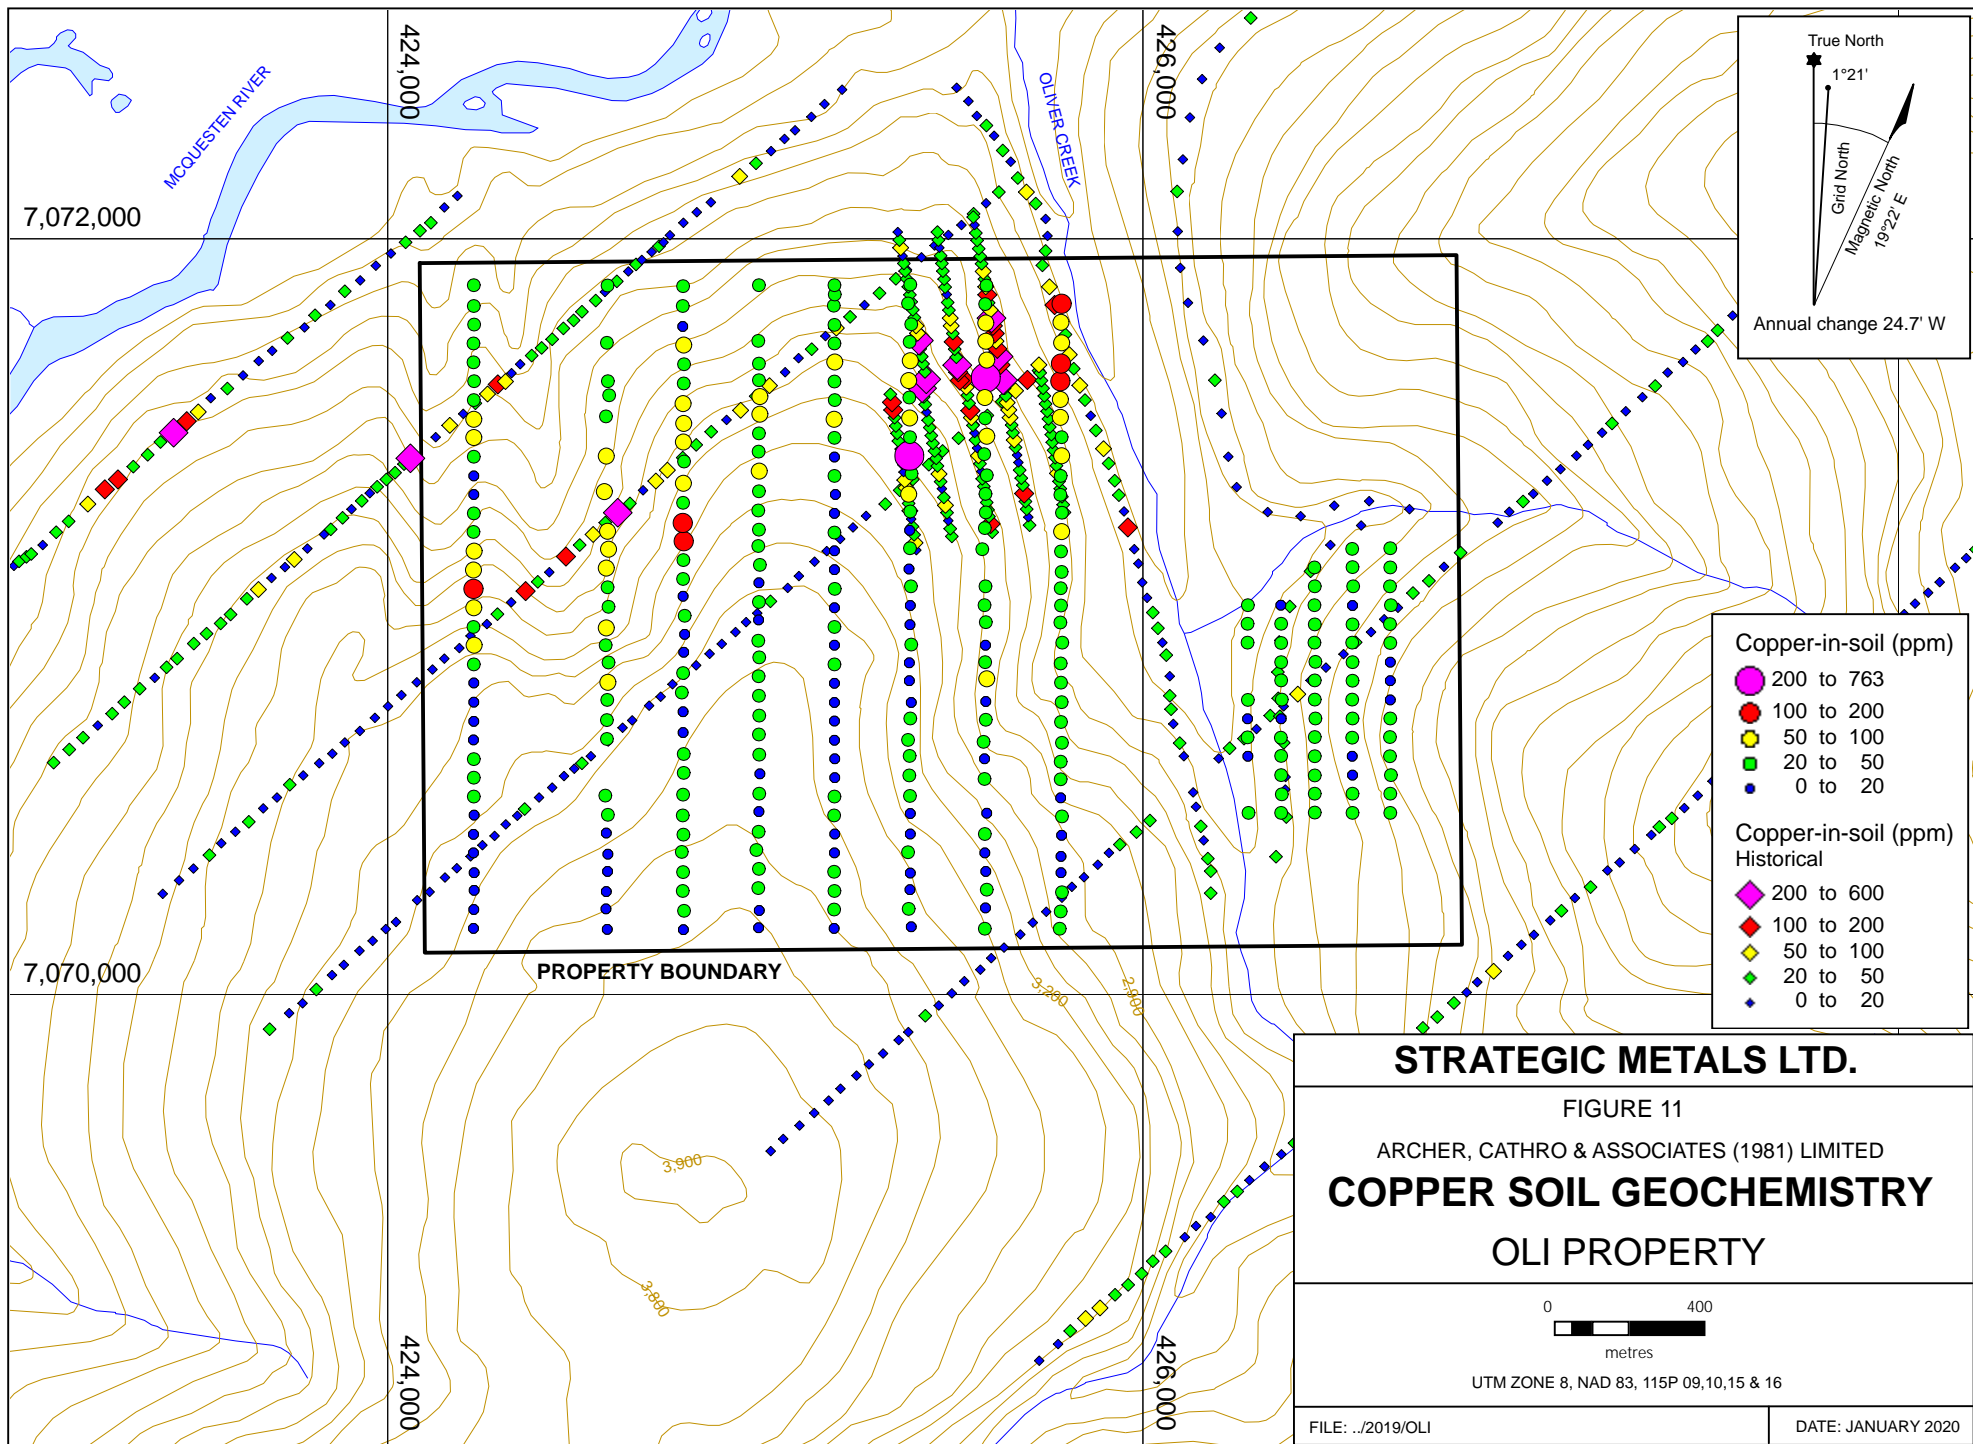 424,000
426,000
MCQUESTEN RIVER
OLIVER CREEK
7,072,000
True North
1°21'
Grid North
Magnetic North
19°22' E
Annual change 24.7' W
Copper-in-soil (ppm)
200 to 763
100 to 200
50 to 100
20 to 50
0 to 20
Copper-in-soil (ppm)
Historical
200 to 600
100 to 200
50 to 100
20 to 50
0 to 20
7,070,000
PROPERTY BOUNDARY
3,200
2,900
3,900
3,800
424,000
426,000
STRATEGIC METALS LTD.
FIGURE 11
ARCHER, CATHRO & ASSOCIATES (1981) LIMITED
COPPER SOIL GEOCHEMISTRY
OLI PROPERTY
0 400
metres
UTM ZONE 8, NAD 83, 115P 09,10,15 & 16
FILE: ../2019/OLI
DATE: JANUARY 2020